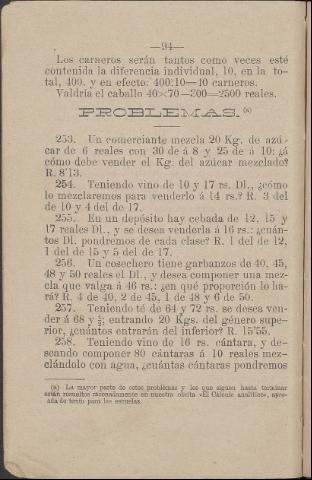 —94—
Los carneros serán tantos como veces esté
contenida la diferencia individual, 10, en la to-
tal, 400, y en efecto: 400:10=40 carneros.
Valdría el caballo 40×70—300=2500 reales.
PROBLEMAS. (a)
253. Un comerciante mezcla 20 Kg. de azú-
car de 6 reales con 30 de á 8 y 25 de á 10: ¿á
cómo debe vender el Kg. del azúcar mezclado?
R. 8'13.
254. Teniendo vino de 10 y 17 rs. Dl., ¿cómo
lo mezclaremos para venderlo á 14 rs.? R. 3 del
de 10 y 4 del de 17.
255. En un depósito hay cebada de 12, 15 y
17 reales Dl., y se desea venderla á 16 rs.: ¿cuán-
tos Dl. pondremos de cada clase? R. 1 del de 12,
1 del de 15 y 5 del de 17.
256. Un cosechero tiene garbanzos de 40, 45,
48 y 50 reales el Dl., y desea componer una mez-
cla que valga á 46 rs.: ¿en qué proporción lo ha-
rá? R. 4 de 40, 2 de 45, 1 de 48 y 6 de 50.
257. Teniendo té de 64 y 72 rs. se desea ven-
der á 68 y ½; entrando 20 Kgs. del género supe-
rior, ¿cuántos entrarán del inferior? R. 15'55.
258. Teniendo vino de 16 rs. cántara, y de-
seando componer 80 cántaras á 10 reales mez-
clándolo con agua, ¿cuántas cántaras pondremos
(a) La mayor parte de estos problemas y los que siguen hasta terminar
están resueltos razonadamente en nuestra obrita «El Cálculo analítico», ayu-
ada de texto para las escuelas.